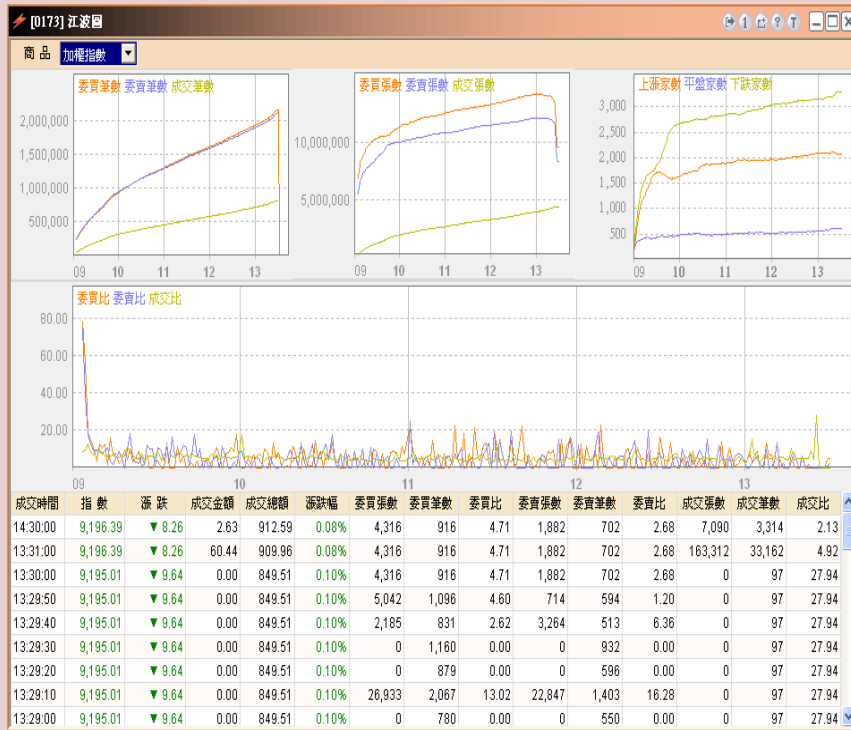 [0173] 江波圖
商品 加權指數
委買筆數 委賣筆數 成交筆數
2,000,000
1,500,000
1,000,000
500,000
09 10 11 12 13
委買張數 委賣張數 成交張數
10,000,000
5,000,000
09 10 11 12 13
上漲家數 平盤家數 下跌家數
3,000
2,500
2,000
1,500
1,000
500
09 10 11 12 13
委買比 委賣比 成交比
80.00
60.00
40.00
20.00
09 10 11 12 13
成交時間 指 數 漲 跌 成交金額 成交總額 漲跌幅 委買張數 委買筆數 委買比 委賣張數 委賣筆數 委賣比 成交張數 成交筆數 成交比
14:30:00 9,196.39 ▼ 8.26 2.63 912.59 0.08% 4,316 916 4.71 1,882 702 2.68 7,090 3,314 2.13
13:31:00 9,196.39 ▼ 8.26 60.44 909.96 0.08% 4,316 916 4.71 1,882 702 2.68 163,312 33,162 4.92
13:30:00 9,195.01 ▼ 9.64 0.00 849.51 0.10% 4,316 916 4.71 1,882 702 2.68 0 97 27.94
13:29:50 9,195.01 ▼ 9.64 0.00 849.51 0.10% 5,042 1,096 4.60 714 594 1.20 0 97 27.94
13:29:40 9,195.01 ▼ 9.64 0.00 849.51 0.10% 2,185 831 2.62 3,264 513 6.36 0 97 27.94
13:29:30 9,195.01 ▼ 9.64 0.00 849.51 0.10% 0 1,160 0.00 0 932 0.00 0 97 27.94
13:29:20 9,195.01 ▼ 9.64 0.00 849.51 0.10% 0 879 0.00 0 596 0.00 0 97 27.94
13:29:10 9,195.01 ▼ 9.64 0.00 849.51 0.10% 26,933 2,067 13.02 22,847 1,403 16.28 0 97 27.94
13:29:00 9,195.01 ▼ 9.64 0.00 849.51 0.10% 0 780 0.00 0 550 0.00 0 97 27.94